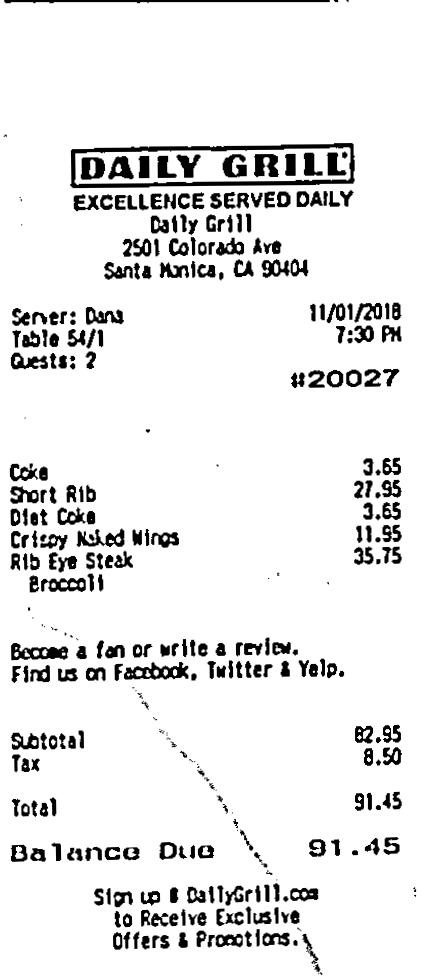 DAILY GRILL
EXCELLENCE SERVED DAILY
Daily Grill
2501 Colorado Ave
Santa Monica, CA 90404
Server: Dana 11/01/2018
Table 54/1 7:30 PM
Guests: 2
#20027
Coke 3.65
Short Rib 27.95
Diet Coke 3.65
Crispy Naked Wings 11.95
Rib Eye Steak 35.75
Broccoli
Become a fan or write a review.
Find us on Facebook, Twitter & Yelp.
Subtotal 82.95
Tax 8.50
Total 91.45
Balance Due 91.45
Sign up @ DailyGrill.com
to Receive Exclusive
Offers & Promotions.